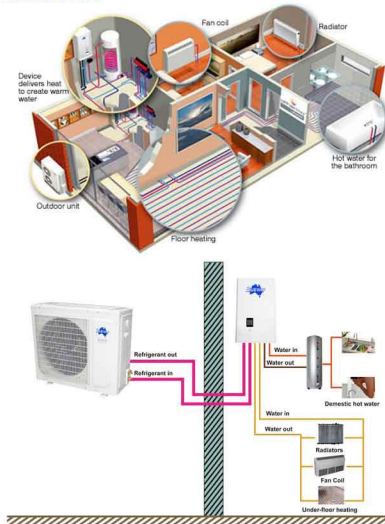 Fan coil
Radiator
Device
delivers heat
to create warm
water
Hot water for
the bathroom
Outdoor unit
Floor heating
Refrigerant out
Refrigerant in
Water in
Water out
Demestic hot water
Water in
Water out
Radiators
Fan Coil
Under-floor heating